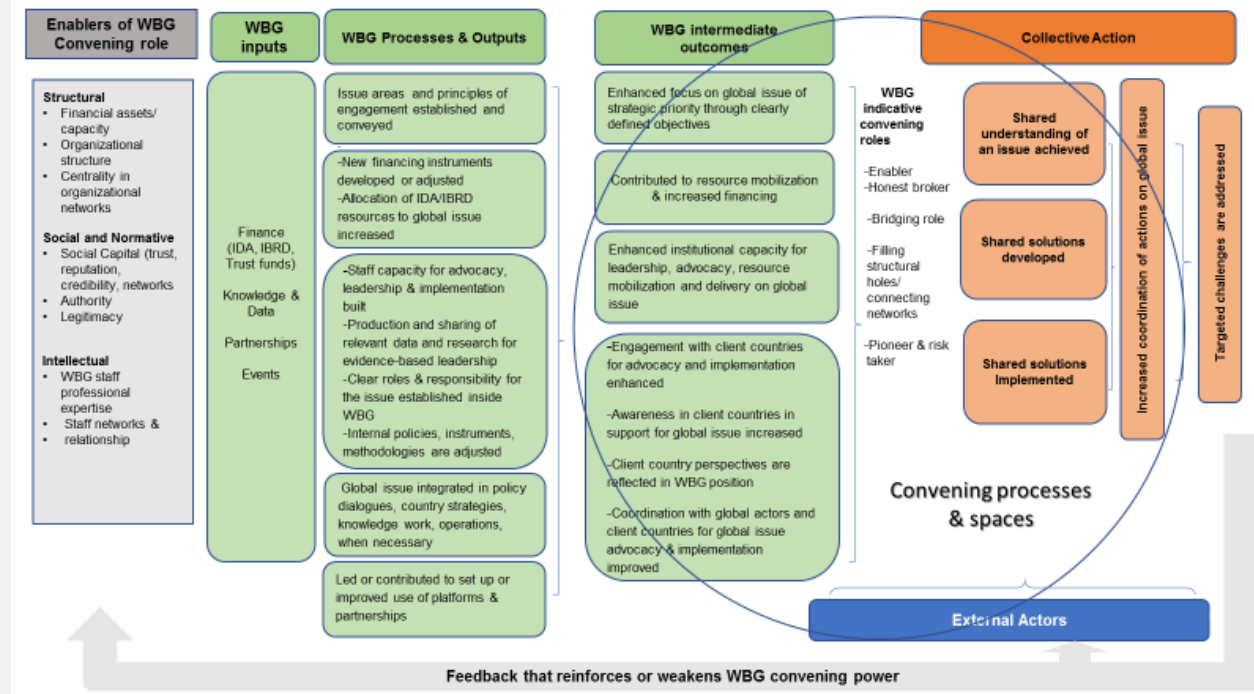 Enablers of WBG
Convening role
WBG
inputs
WBG Processes & Outputs
WBG intermediate
outcomes
Collective Action
Structural
• Financial assets/
capacity
• Organizational
structure
• Centrality in
organizational
networks
Social and Normative
• Social Capital (trust,
reputation,
credibility, networks
• Authority
• Legitimacy
Intellectual
• WBG staff
professional
expertise
• Staff networks &
• relationship
Finance
(IDA, IBRD,
Trust funds)
Knowledge &
Data
Partnerships
Events
Issue areas and principles of
engagement established and
conveyed
-New financing instruments
developed or adjusted
-Allocation of IDA/IBRD
resources to global issue
increased
-Staff capacity for advocacy,
leadership & implementation
built
-Production and sharing of
relevant data and research for
evidence-based leadership
-Clear roles & responsibility for
the issue established inside
WBG
-Internal policies, instruments,
methodologies are adjusted
Global issue integrated in policy
dialogues, country strategies,
knowledge work, operations,
when necessary
Led or contributed to set up or
improved use of platforms &
partnerships
Enhanced focus on global issue of
strategic priority through clearly
defined objectives
Contributed to resource mobilization
& increased financing
Enhanced institutional capacity for
leadership, advocacy, resource
mobilization and delivery on global
issue
-Engagement with client countries
for advocacy and implementation
enhanced
-Awareness in client countries in
support for global issue increased
-Client country perspectives are
reflected in WBG position
-Coordination with global actors and
client countries for global issue
advocacy & implementation
improved
WBG
indicative
convening
roles
-Enabler
-Honest broker
-Bridging role
-Filling
structural
holes/
connecting
networks
-Pioneer & risk
taker
Shared
understanding of
an issue achieved
Shared solutions
developed
Shared solutions
Implemented
Increased coordination of actions on global issue
Targeted challenges are addressed
Convening processes
& spaces
External Actors
Feedback that reinforces or weakens WBG convening power